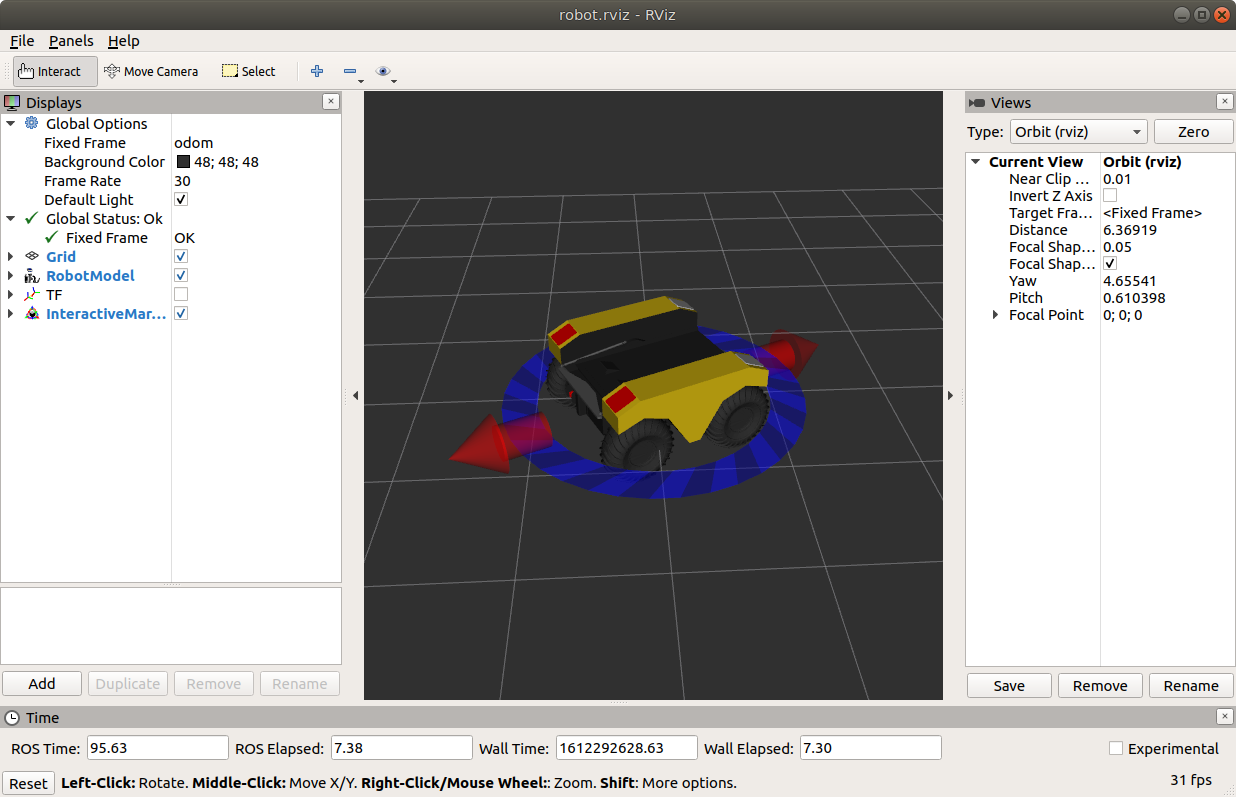 robot.rviz - RViz
File Panels Help
Interact Move Camera Select
Displays
Global Options
Fixed Frame odom
Background Color 48; 48; 48
Frame Rate 30
Default Light
Global Status: Ok
Fixed Frame OK
Grid
RobotModel
TF
InteractiveMar...
Add Duplicate Remove Rename
Views
Type: Orbit (rviz) Zero
Current View Orbit (rviz)
Near Clip ... 0.01
Invert Z Axis
Target Fra... <Fixed Frame>
Distance 6.36919
Focal Shap... 0.05
Focal Shap...
Yaw 4.65541
Pitch 0.610398
Focal Point 0; 0; 0
Save Remove Rename
Time
ROS Time: 95.63 ROS Elapsed: 7.38 Wall Time: 1612292628.63 Wall Elapsed: 7.30 Experimental
Reset Left-Click: Rotate. Middle-Click: Move X/Y. Right-Click/Mouse Wheel:: Zoom. Shift: More options. 31 fps